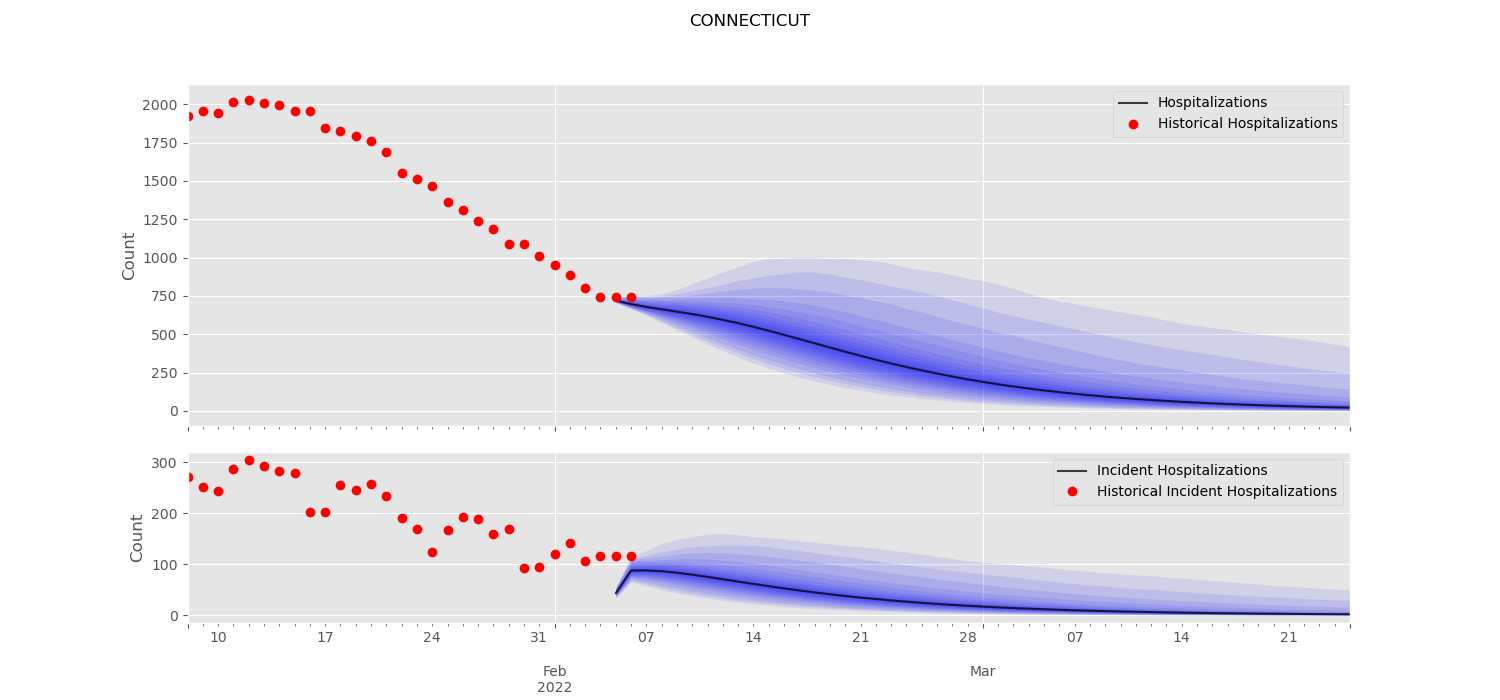 CONNECTICUT
Count
2000
1750
1500
1250
1000
750
500
250
0
Hospitalizations
Historical Hospitalizations
Count
300
200
100
0
Incident Hospitalizations
Historical Incident Hospitalizations
10 17 24 31 07 14 21 28 07 14 21
Feb Mar
2022